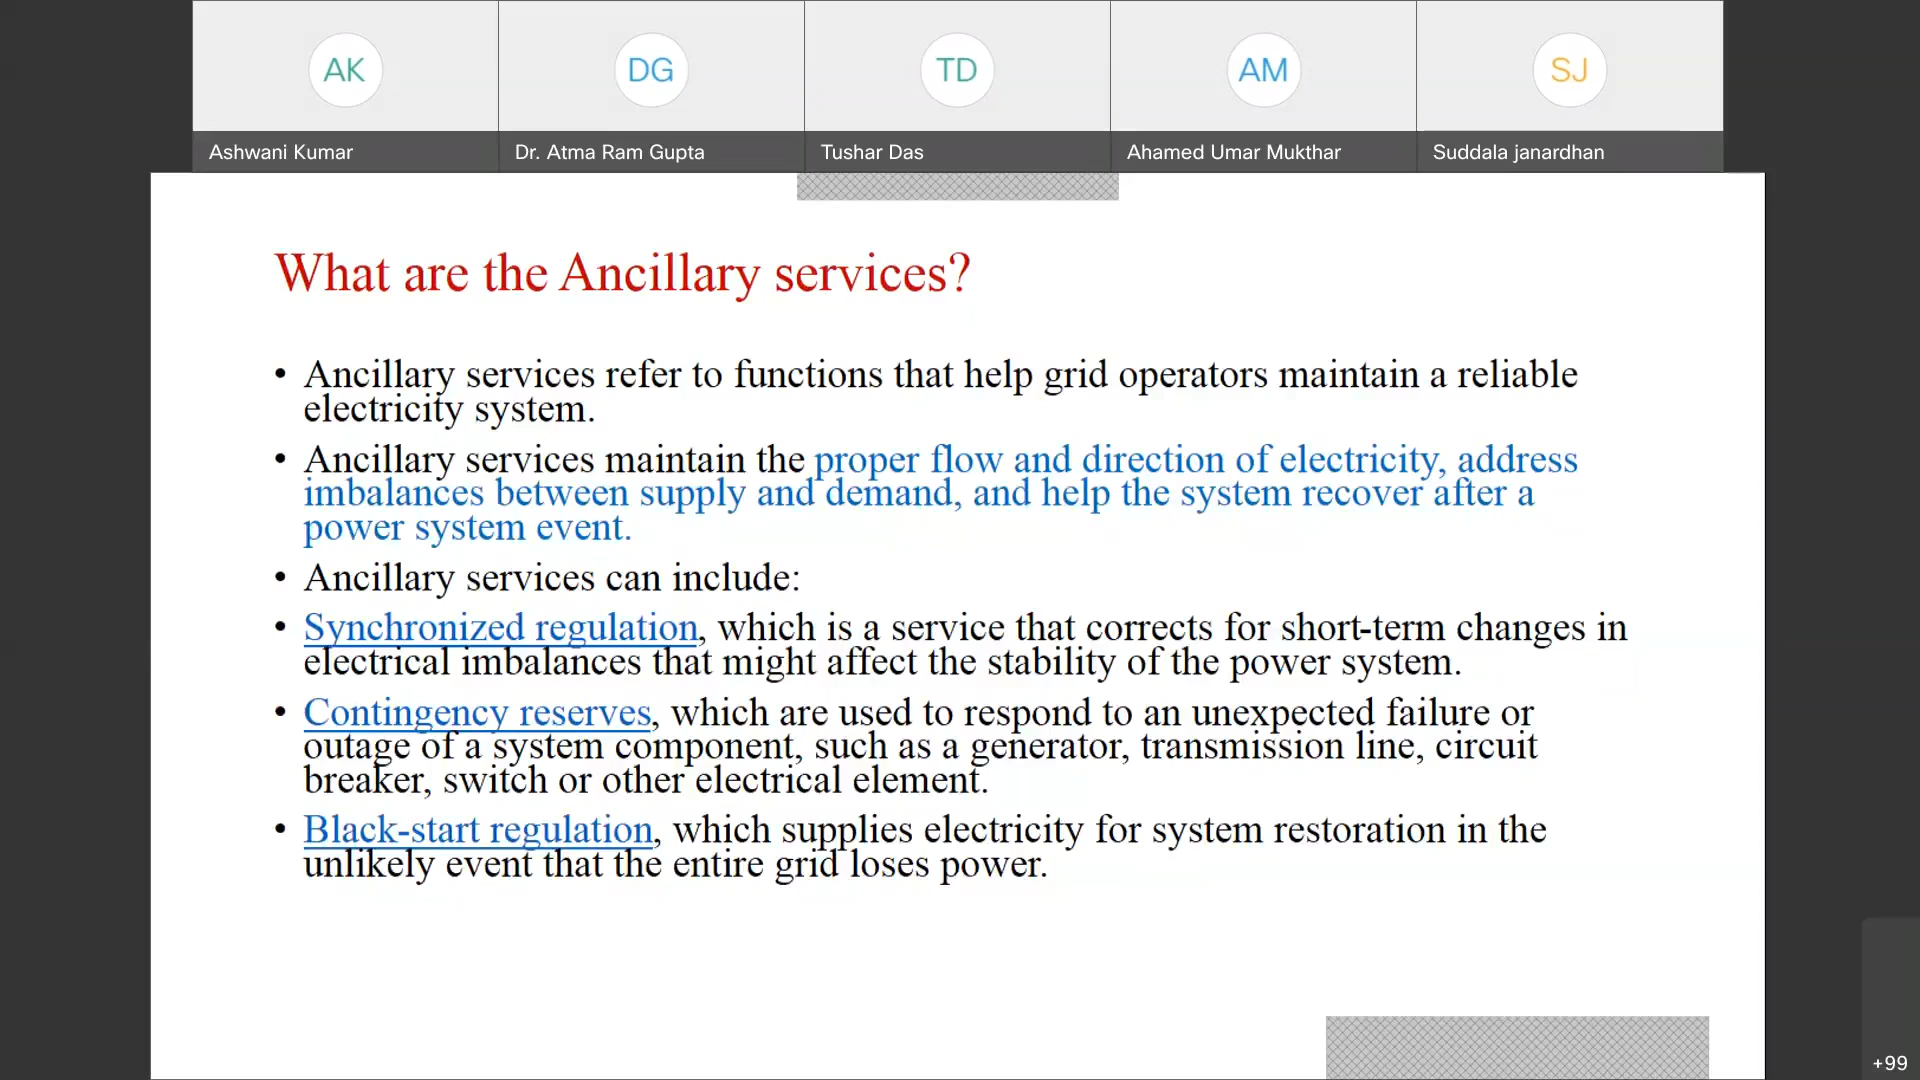 AK
DG
TD
AM
SJ
Ashwani Kumar
Dr. Atma Ram Gupta
Tushar Das
Ahamed Umar Mukthar
Suddala janardhan
What are the Ancillary services?
• Ancillary services refer to functions that help grid operators maintain a reliable
electricity system.
• Ancillary services maintain the proper flow and direction of electricity, address
imbalances between supply and demand, and help the system recover after a
power system event.
• Ancillary services can include:
• Synchronized regulation, which is a service that corrects for short-term changes in
electrical imbalances that might affect the stability of the power system.
• Contingency reserves, which are used to respond to an unexpected failure or
outage of a system component, such as a generator, transmission line, circuit
breaker, switch or other electrical element.
• Black-start regulation, which supplies electricity for system restoration in the
unlikely event that the entire grid loses power.
+99